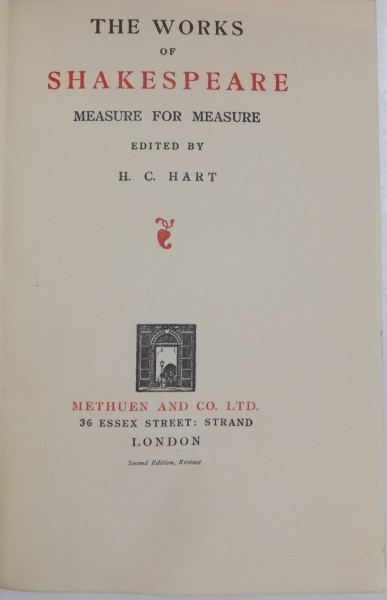 THE WORKS
OF
SHAKESPEARE
MEASURE FOR MEASURE
EDITED BY
H. C. HART
METHUEN AND CO. LTD.
36 ESSEX STREET: STRAND
LONDON
Second Edition, Revised